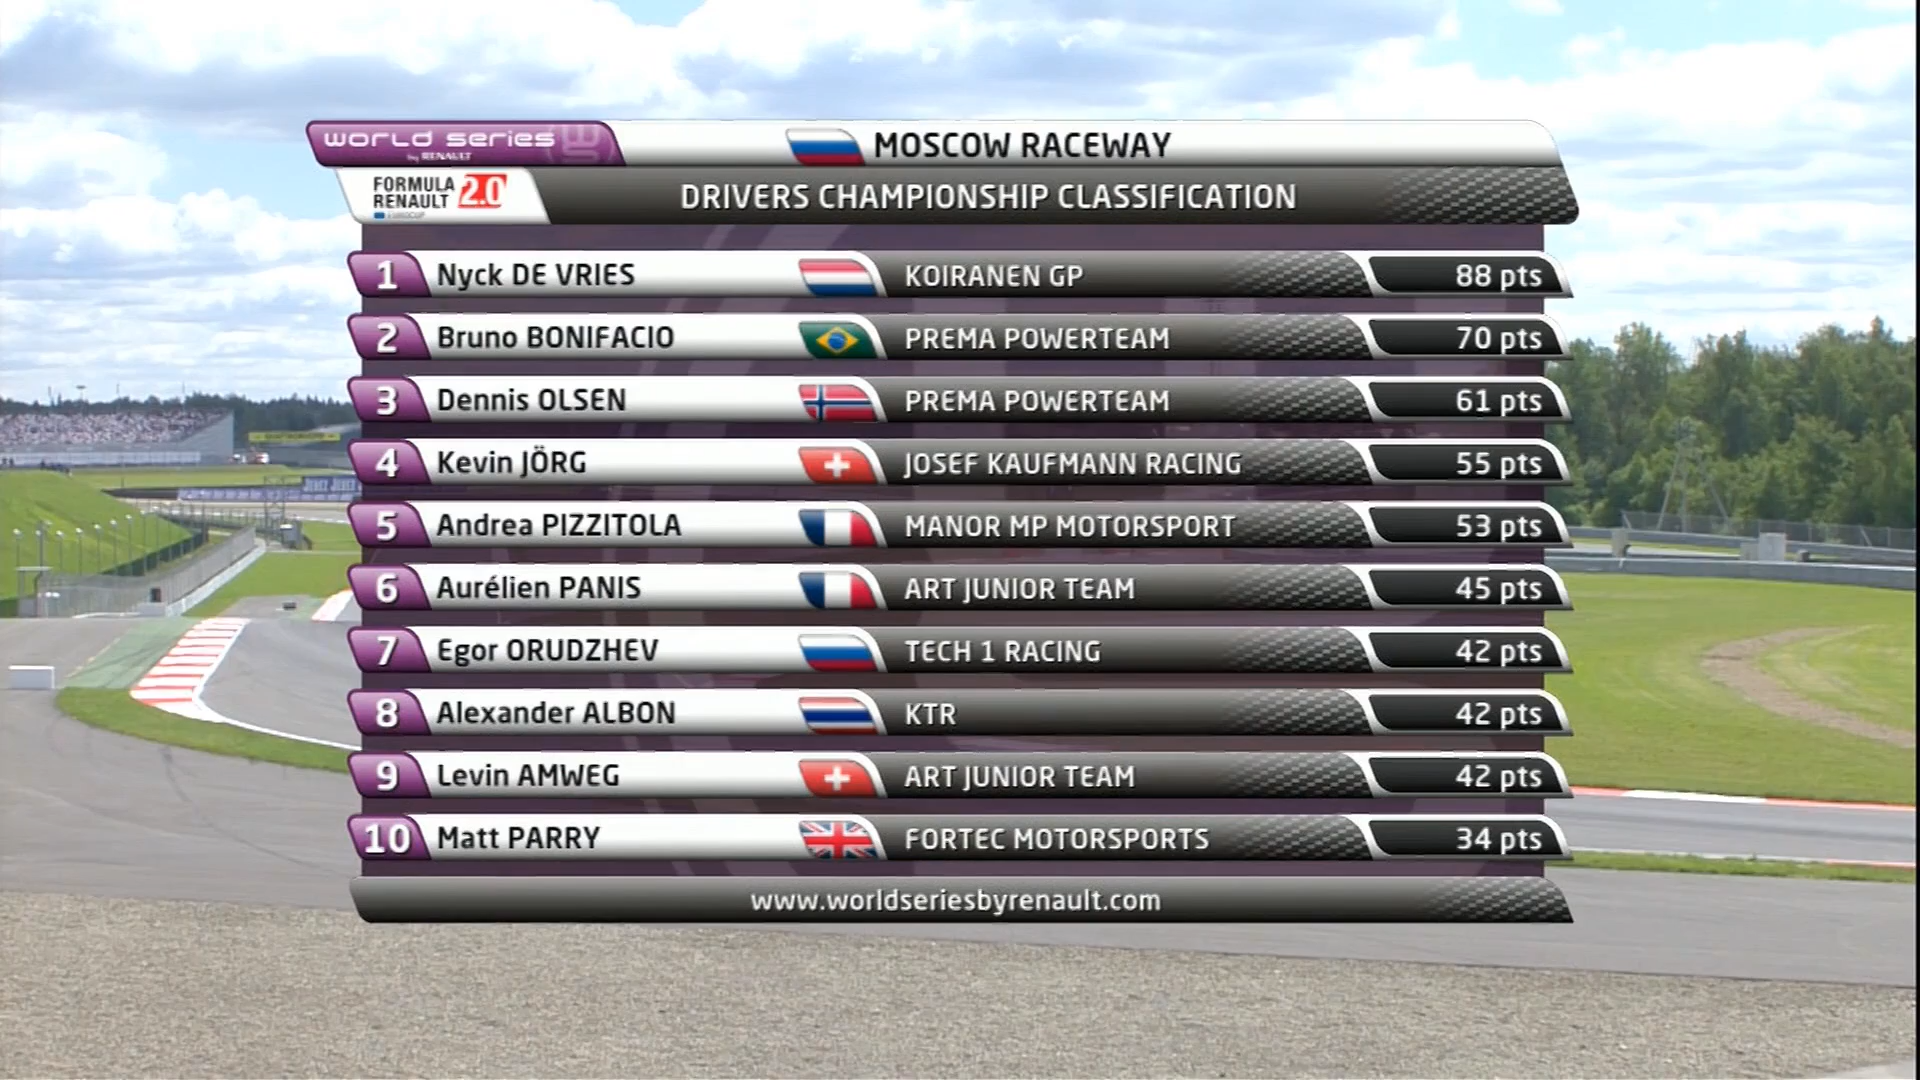 world series
by RENAULT
MOSCOW RACEWAY
FORMULA
RENAULT 2.0
EUROCUP
DRIVERS CHAMPIONSHIP CLASSIFICATION
1 Nyck DE VRIES KOIRANEN GP 88 pts
2 Bruno BONIFACIO PREMA POWERTEAM 70 pts
3 Dennis OLSEN PREMA POWERTEAM 61 pts
4 Kevin JÖRG JOSEF KAUFMANN RACING 55 pts
5 Andrea PIZZITOLA MANOR MP MOTORSPORT 53 pts
6 Aurélien PANIS ART JUNIOR TEAM 45 pts
7 Egor ORUDZHEV TECH 1 RACING 42 pts
8 Alexander ALBON KTR 42 pts
9 Levin AMWEG ART JUNIOR TEAM 42 pts
10 Matt PARRY FORTEC MOTORSPORTS 34 pts
www.worldseriesbyrenault.com